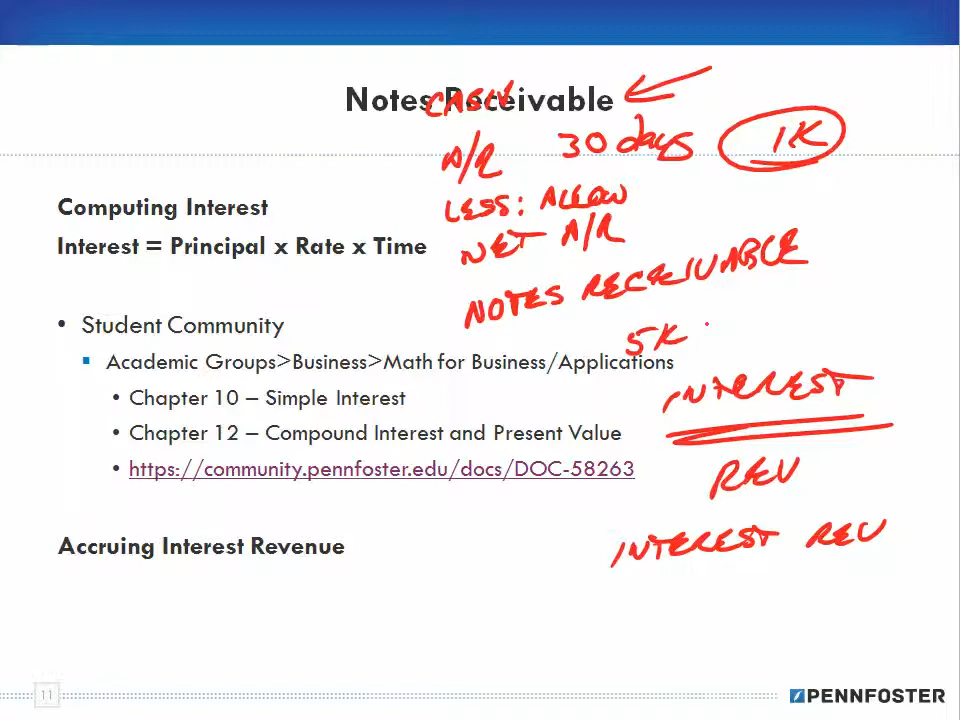 Notes Receivable
CASH
A/R 30 days 1K
LESS: ALLOW
NET A/R
NOTES RECEIVABLE
5K
INTEREST
REV
INTEREST REV
Computing Interest
Interest = Principal x Rate x Time
• Student Community
▪ Academic Groups>Business>Math for Business/Applications
• Chapter 10 – Simple Interest
• Chapter 12 – Compound Interest and Present Value
• https://community.pennfoster.edu/docs/DOC-58263
Accruing Interest Revenue
11
PENNFOSTER